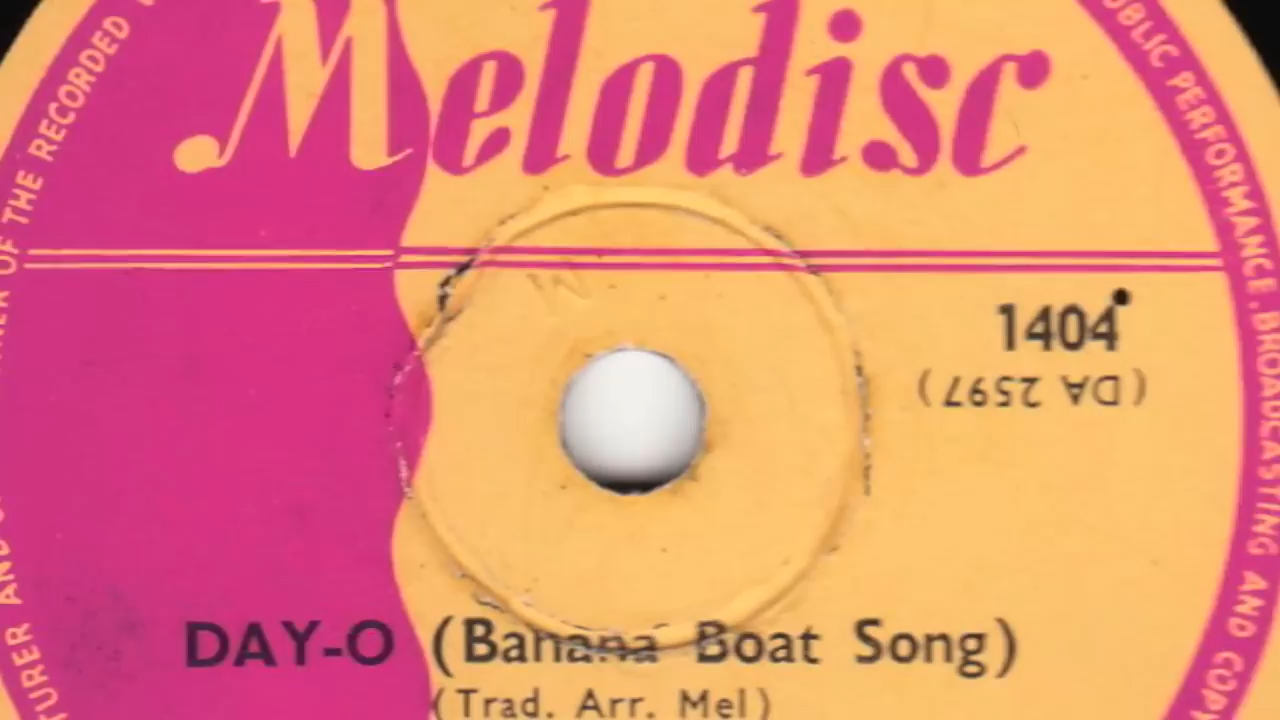 Melodisc
1404
(DA 2597)
DAY-O (Banana Boat Song)
(Trad. Arr. Mel)
OF THE RECORDED
TURER AND
PUBLIC PERFORMANCE. BROADCASTING AND COPY